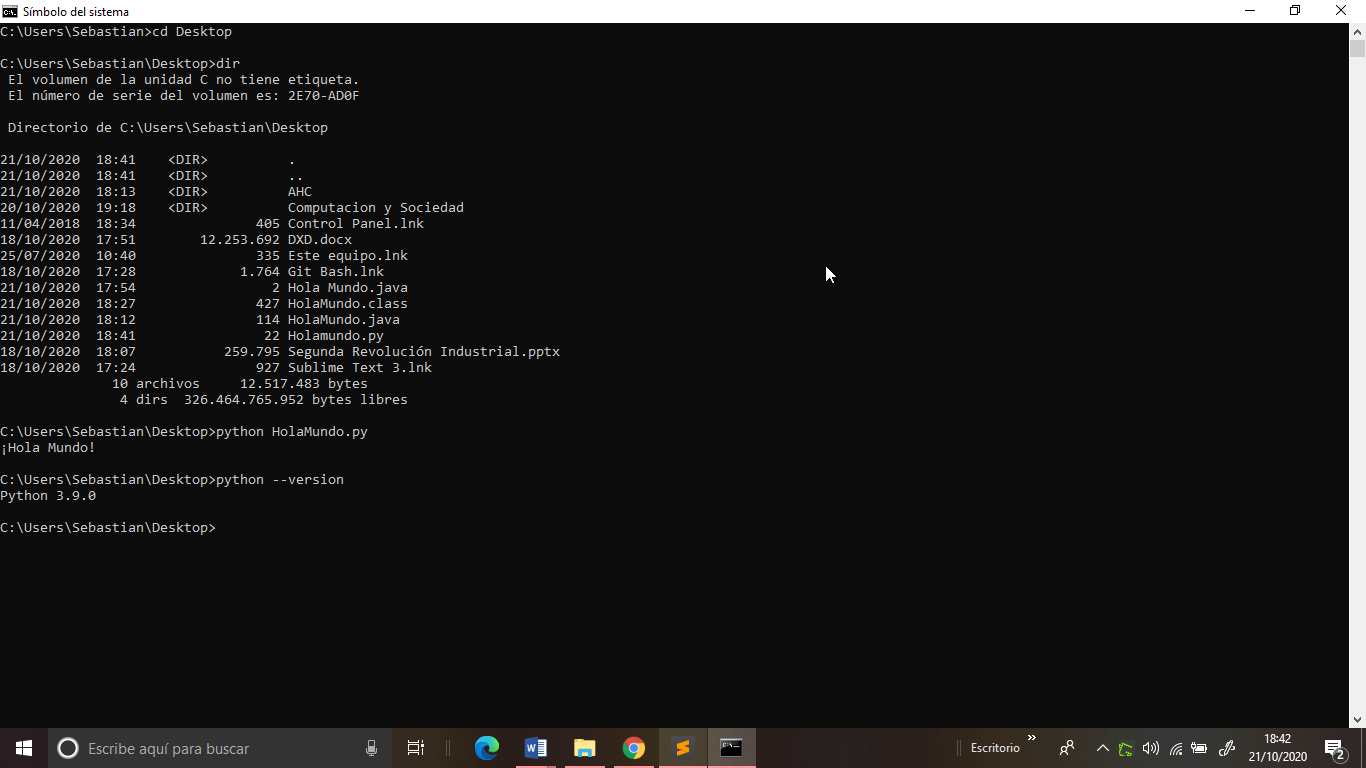 Símbolo del sistema
C:\Users\Sebastian>cd Desktop
C:\Users\Sebastian\Desktop>dir
 El volumen de la unidad C no tiene etiqueta.
 El número de serie del volumen es: 2E70-AD0F
 Directorio de C:\Users\Sebastian\Desktop
21/10/2020  18:41    <DIR>          .
21/10/2020  18:41    <DIR>          ..
21/10/2020  18:13    <DIR>          AHC
20/10/2020  19:18    <DIR>          Computacion y Sociedad
11/04/2018  18:34               405 Control Panel.lnk
18/10/2020  17:51        12.253.692 DXD.docx
25/07/2020  10:40               335 Este equipo.lnk
18/10/2020  17:28             1.764 Git Bash.lnk
21/10/2020  17:54                 2 Hola Mundo.java
21/10/2020  18:27               427 HolaMundo.class
21/10/2020  18:12               114 HolaMundo.java
21/10/2020  18:41                22 Holamundo.py
18/10/2020  18:07           259.795 Segunda Revolución Industrial.pptx
18/10/2020  17:24               927 Sublime Text 3.lnk
              10 archivos     12.517.483 bytes
               4 dirs  326.464.765.952 bytes libres
C:\Users\Sebastian\Desktop>python HolaMundo.py
¡Hola Mundo!
C:\Users\Sebastian\Desktop>python --version
Python 3.9.0
C:\Users\Sebastian\Desktop>
Escribe aquí para buscar
Escritorio
18:42
21/10/2020
2